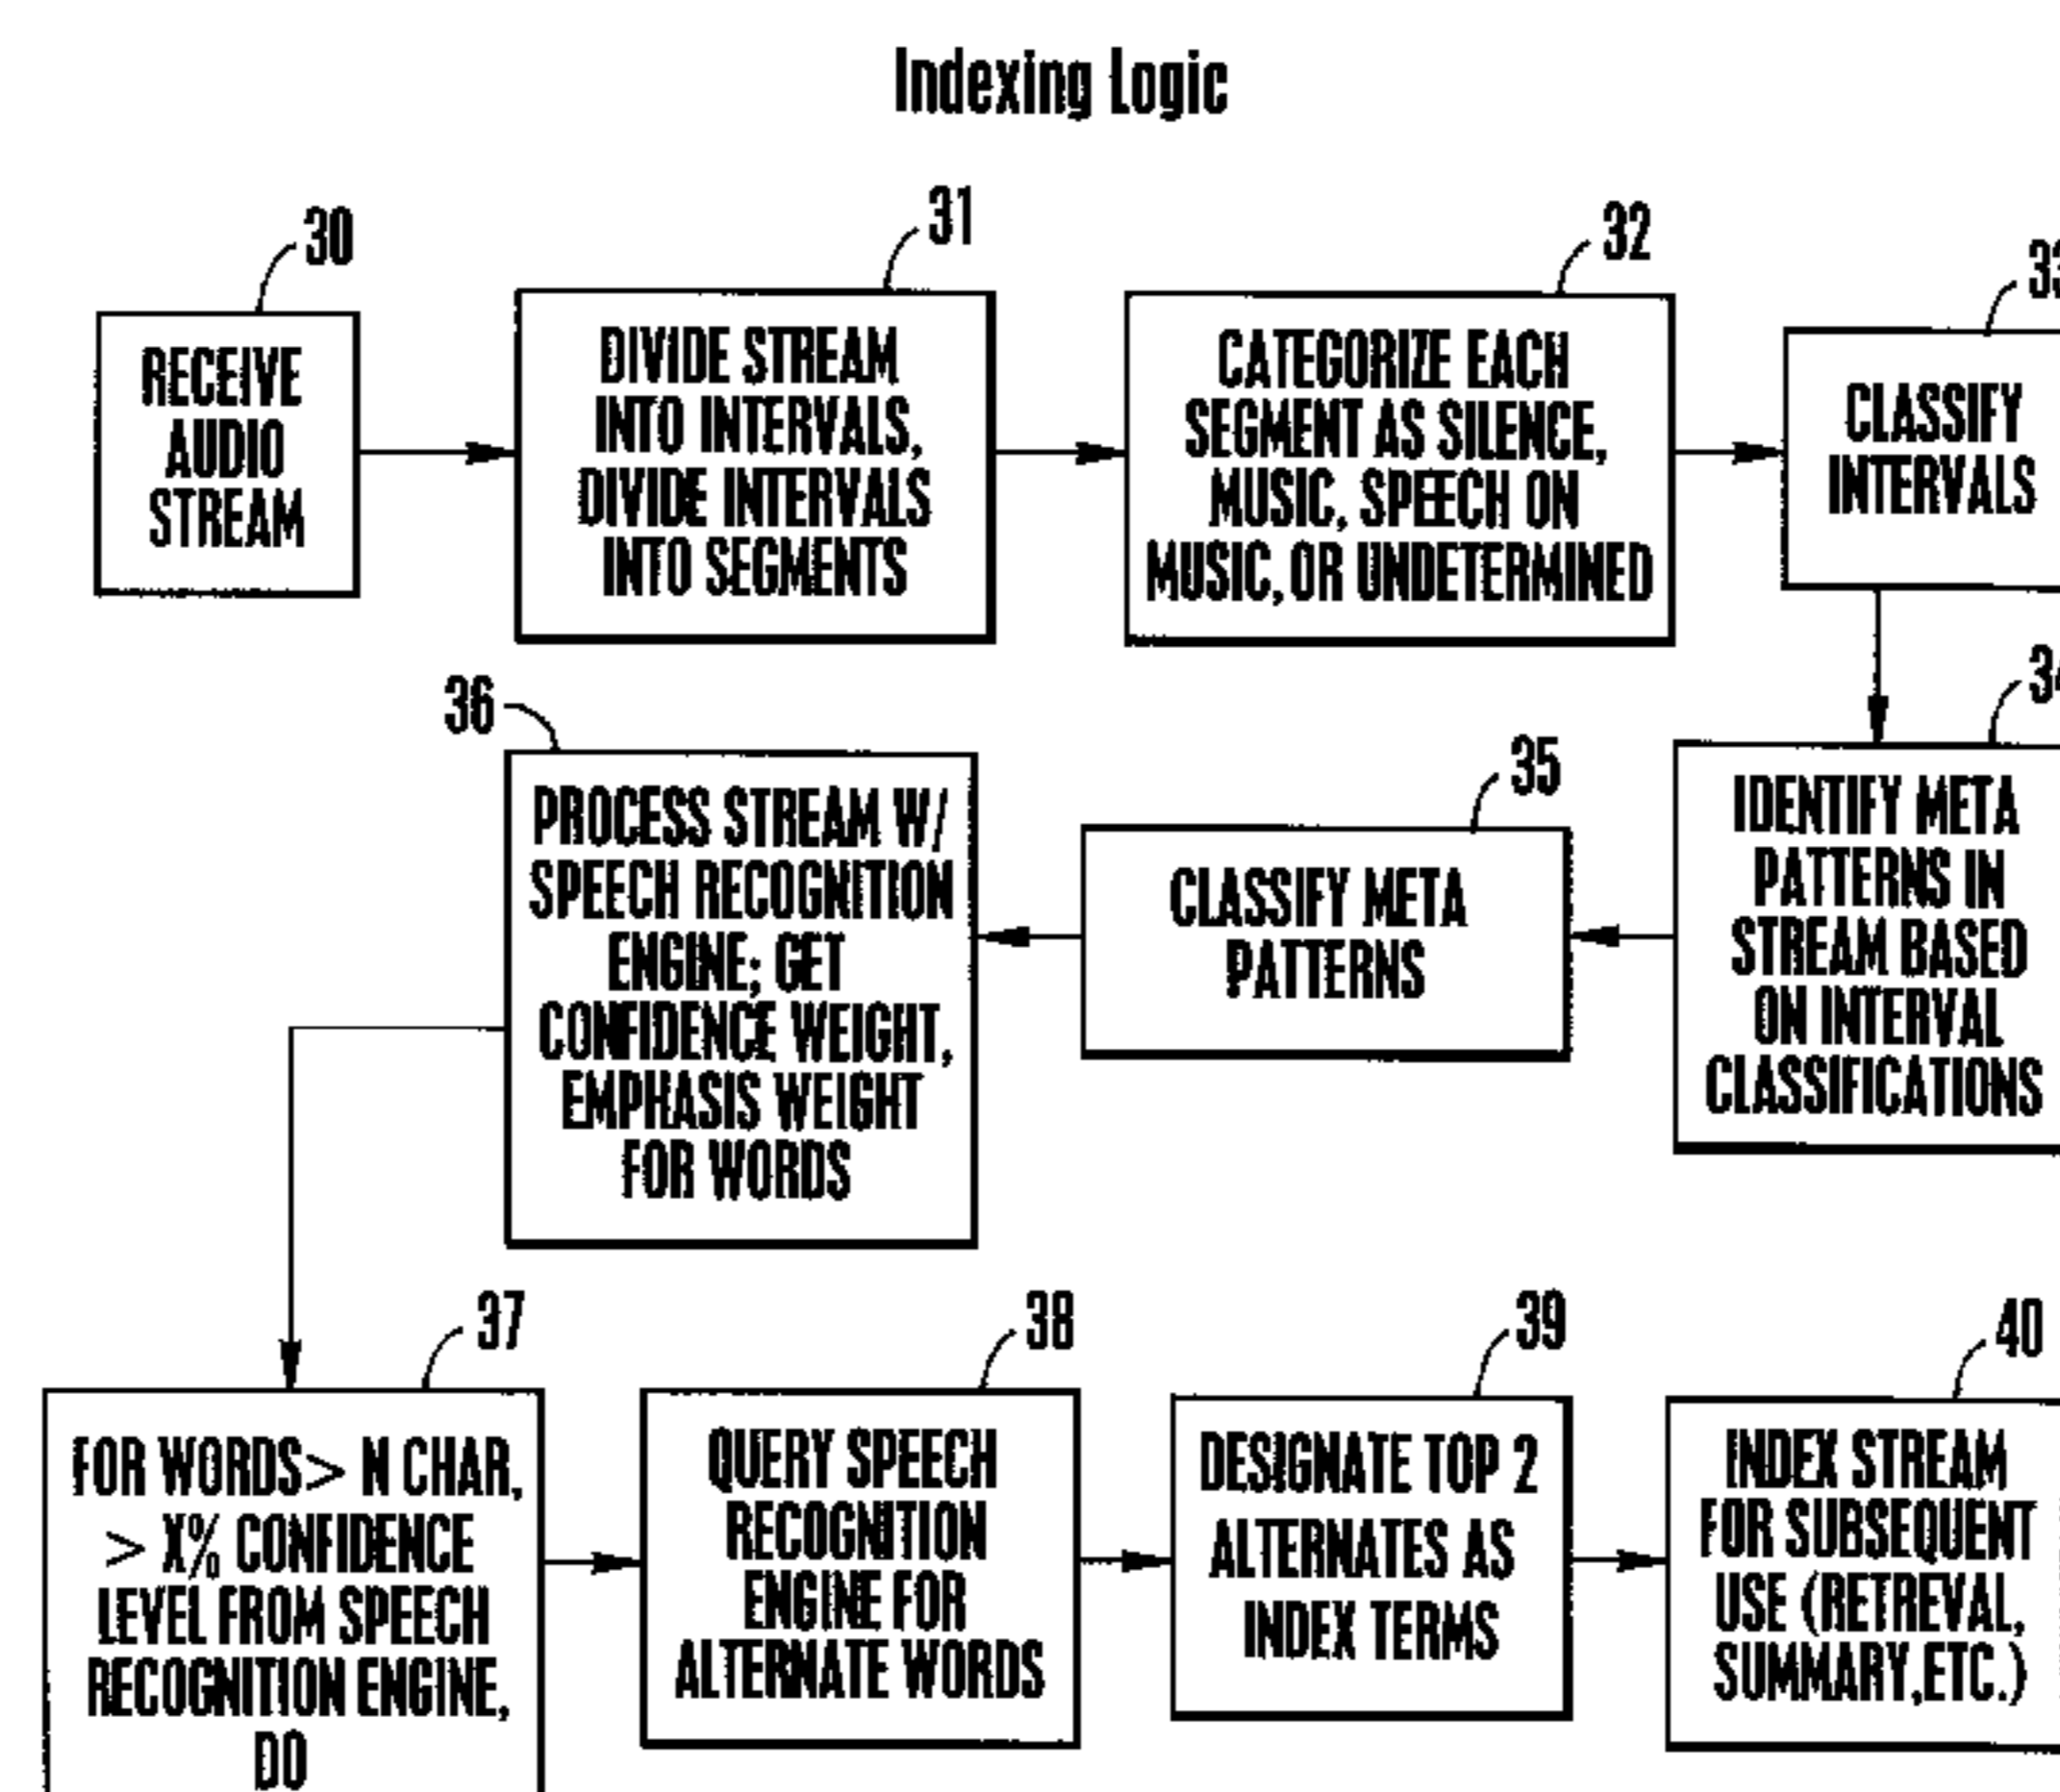 Indexing Logic
30
RECEIVE
AUDIO
STREAM
31
DIVIDE STREAM
INTO INTERVALS,
DIVIDE INTERVALS
INTO SEGMENTS
32
CATEGORIZE EACH
SEGMENT AS SILENCE,
MUSIC, SPEECH ON
MUSIC, OR UNDETERMINED
33
CLASSIFY
INTERVALS
34
IDENTIFY META
PATTERNS IN
STREAM BASED
ON INTERVAL
CLASSIFICATIONS
35
CLASSIFY META
PATTERNS
36
PROCESS STREAM W/
SPEECH RECOGNITION
ENGINE; GET
CONFIDENCE WEIGHT,
EMPHASIS WEIGHT
FOR WORDS
37
FOR WORDS> N CHAR,
> X% CONFIDENCE
LEVEL FROM SPEECH
RECOGNITION ENGINE,
DO
38
QUERY SPEECH
RECOGNITION
ENGINE FOR
ALTERNATE WORDS
39
DESIGNATE TOP 2
ALTERNATES AS
INDEX TERMS
40
INDEX STREAM
FOR SUBSEQUENT
USE (RETREVAL,
SUMMARY,ETC.)